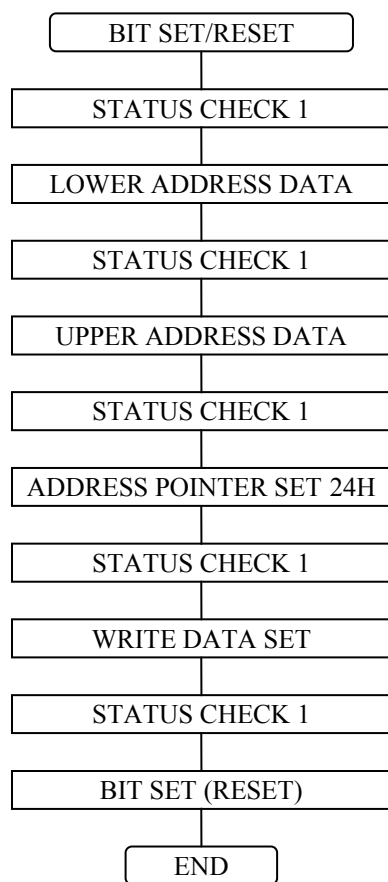 BIT SET/RESET
STATUS CHECK 1
LOWER ADDRESS DATA
STATUS CHECK 1
UPPER ADDRESS DATA
STATUS CHECK 1
ADDRESS POINTER SET 24H
STATUS CHECK 1
WRITE DATA SET
STATUS CHECK 1
BIT SET (RESET)
END